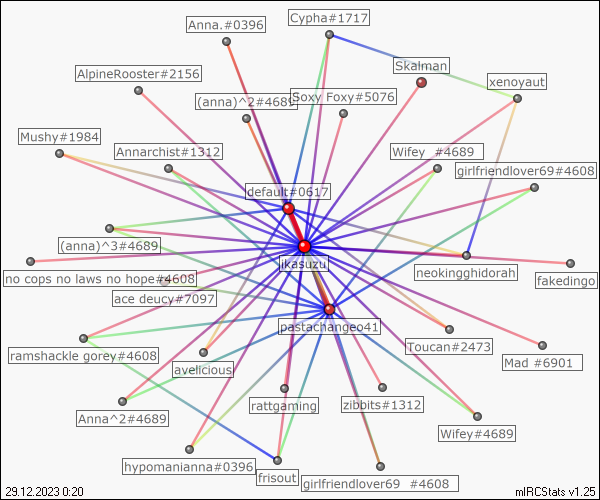 Anna.#0396
Cypha#1717
Skalman
AlpineRooster#2156
xenoyaut
(anna)^2#4689
Soxy Foxy#5076
Mushy#1984
Annarchist#1312
Wifey_#4689
girlfriendlover69#4608
default#0617
(anna)^3#4689
ikasuzu
neokingghidorah
fakedingo
no cops no laws no hope#4608
ace deucy#7097
pastachangeo41
ramshackle gorey#4608
Toucan#2473
Mad_#6901
avelicious
Anna^2#4689
rattgaming
zibbits#1312
Wifey#4689
hypomanianna#0396
frisout
girlfriendlover69_#4608
29.12.2023 0:20
mIRCStats v1.25